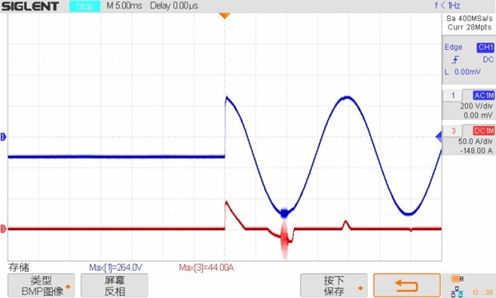 SIGLENT Stop M 5.00ms Delay 0.00µs f < 1Hz
Sa 400MSa/s
Curr 28Mpts
Edge CH1
DC
L 0.00mV
1 AC1M
200 V/div
0.00 mV
3 DC1M
50.0 A/div
-148.00 A
存储 Max[1]=264.0V Max[3]=44.00A
类型
BMP图像
屏幕
反相
按下
保存